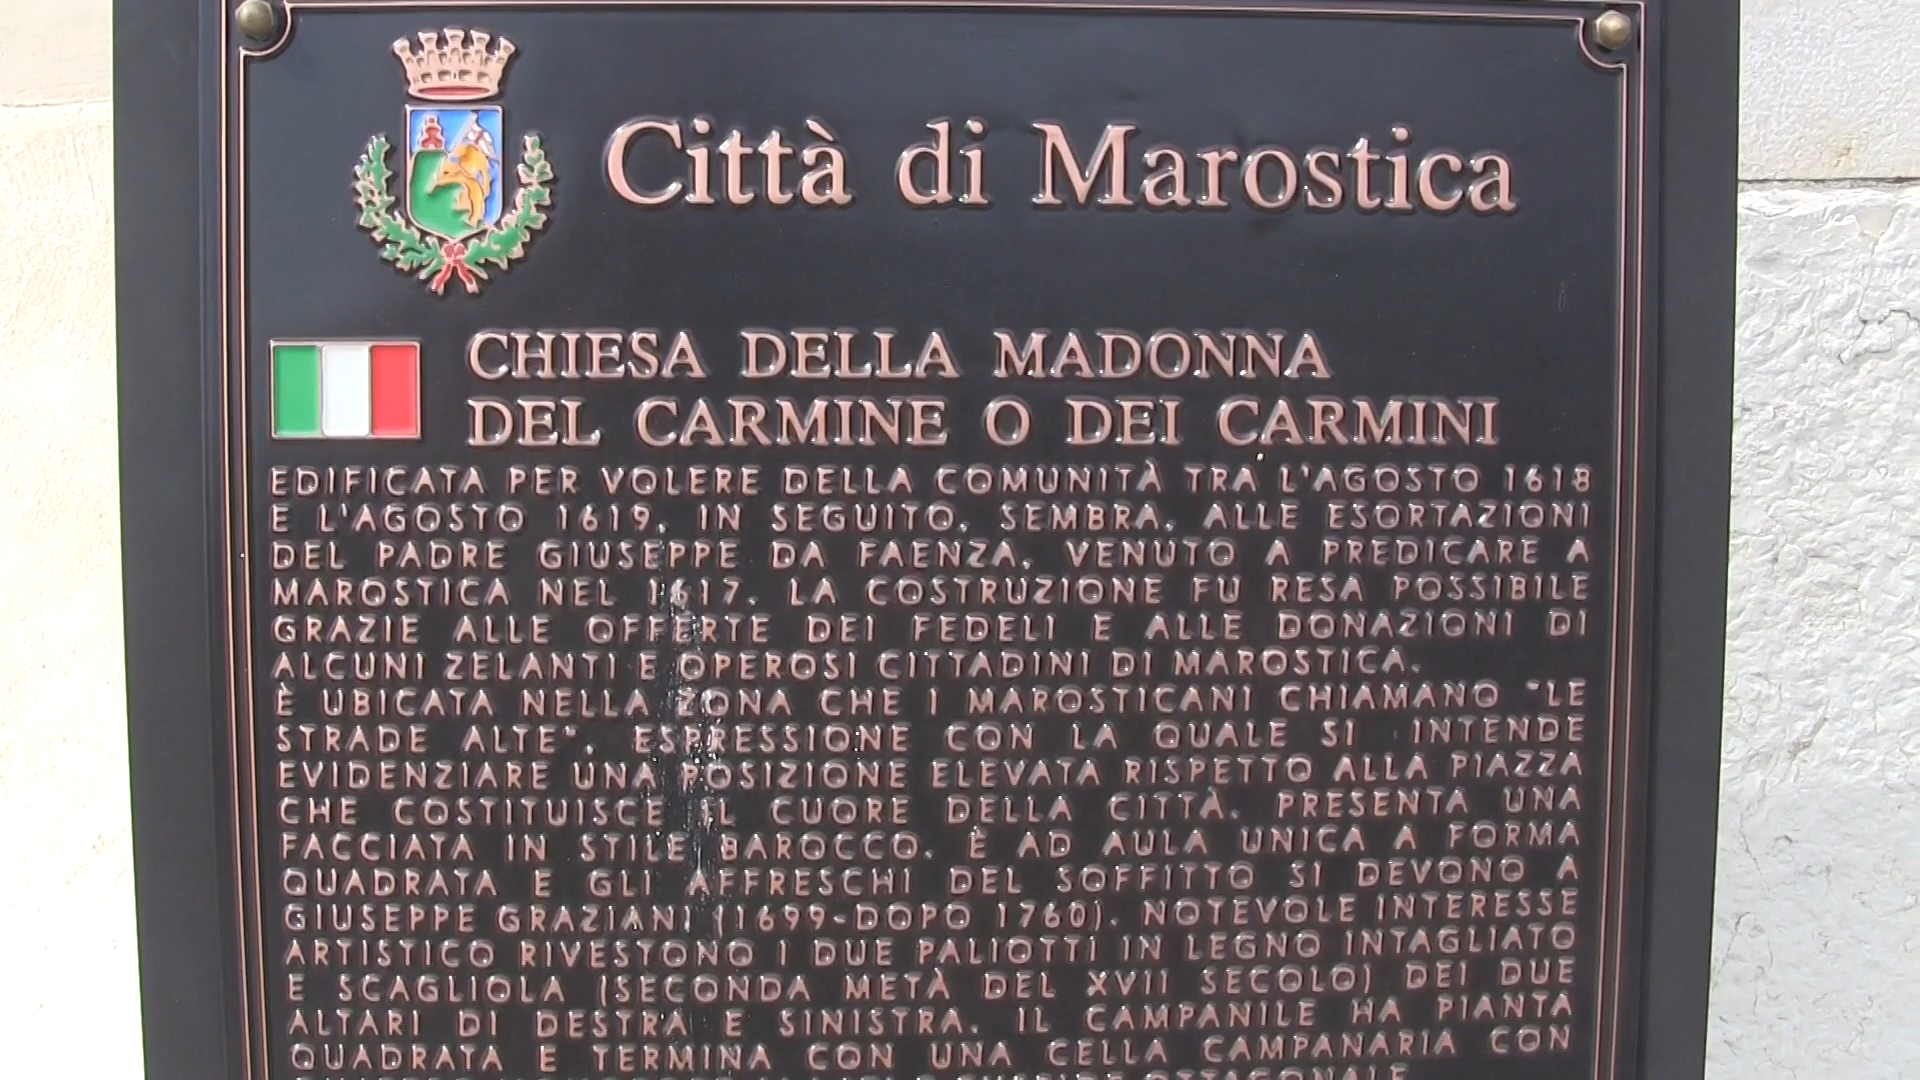 Città di Marostica
CHIESA DELLA MADONNA
DEL CARMINE O DEI CARMINI
EDIFICATA PER VOLERE DELLA COMUNITÀ TRA L'AGOSTO 1618
E L'AGOSTO 1619, IN SEGUITO, SEMBRA, ALLE ESORTAZIONI
DEL PADRE GIUSEPPE DA FAENZA, VENUTO A PREDICARE A
MAROSTICA NEL 1617. LA COSTRUZIONE FU RESA POSSIBILE
GRAZIE ALLE OFFERTE DEI FEDELI E ALLE DONAZIONI DI
ALCUNI ZELANTI E OPEROSI CITTADINI DI MAROSTICA.
È UBICATA NELLA ZONA CHE I MAROSTICANI CHIAMANO "LE
STRADE ALTE", ESPRESSIONE CON LA QUALE SI INTENDE
EVIDENZIARE UNA POSIZIONE ELEVATA RISPETTO ALLA PIAZZA
CHE COSTITUISCE IL CUORE DELLA CITTÀ. PRESENTA UNA
FACCIATA IN STILE BAROCCO. È AD AULA UNICA A FORMA
QUADRATA E GLI AFFRESCHI DEL SOFFITTO SI DEVONO A
GIUSEPPE GRAZIANI (1699-DOPO 1760). NOTEVOLE INTERESSE
ARTISTICO RIVESTONO I DUE PALIOTTI IN LEGNO INTAGLIATO
E SCAGLIOLA (SECONDA METÀ DEL XVII SECOLO) DEI DUE
ALTARI DI DESTRA E SINISTRA. IL CAMPANILE HA PIANTA
QUADRATA E TERMINA CON UNA CELLA CAMPANARIA CON
OTTAGONALE.